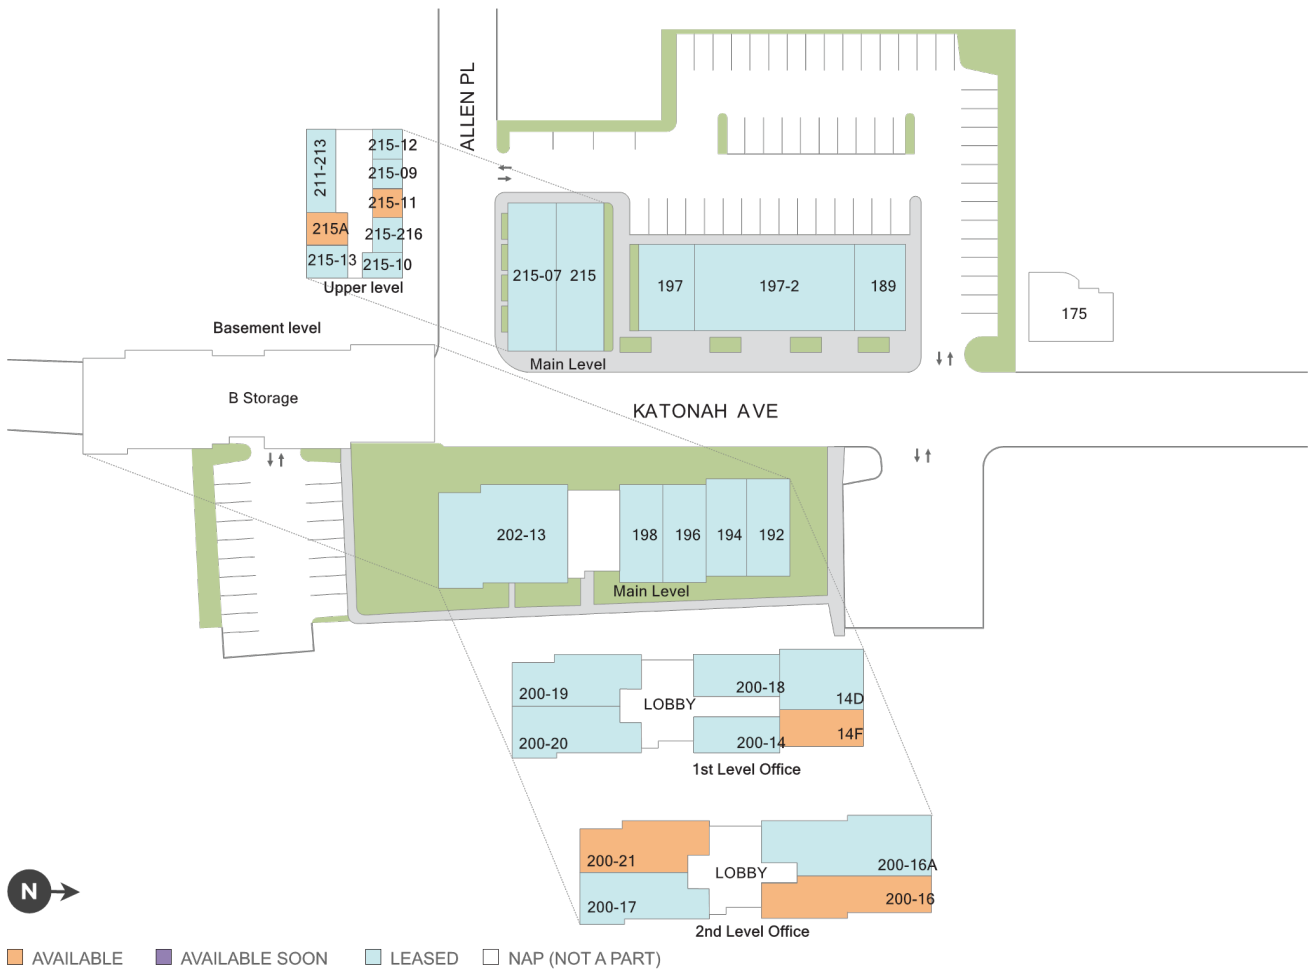 ALLEN PL
211-213
215-12
215-09
215-11
215A
215-216
215-13
215-10
Upper level
215-07
215
197
197-2
189
175
Main Level
Basement level
B Storage
KATONAH AVE
202-13
198
196
194
192
Main Level
200-19
200-18
14D
LOBBY
200-20
200-14
14F
1st Level Office
200-21
200-16A
LOBBY
200-17
200-16
2nd Level Office
N
AVAILABLE
AVAILABLE SOON
LEASED
NAP (NOT A PART)